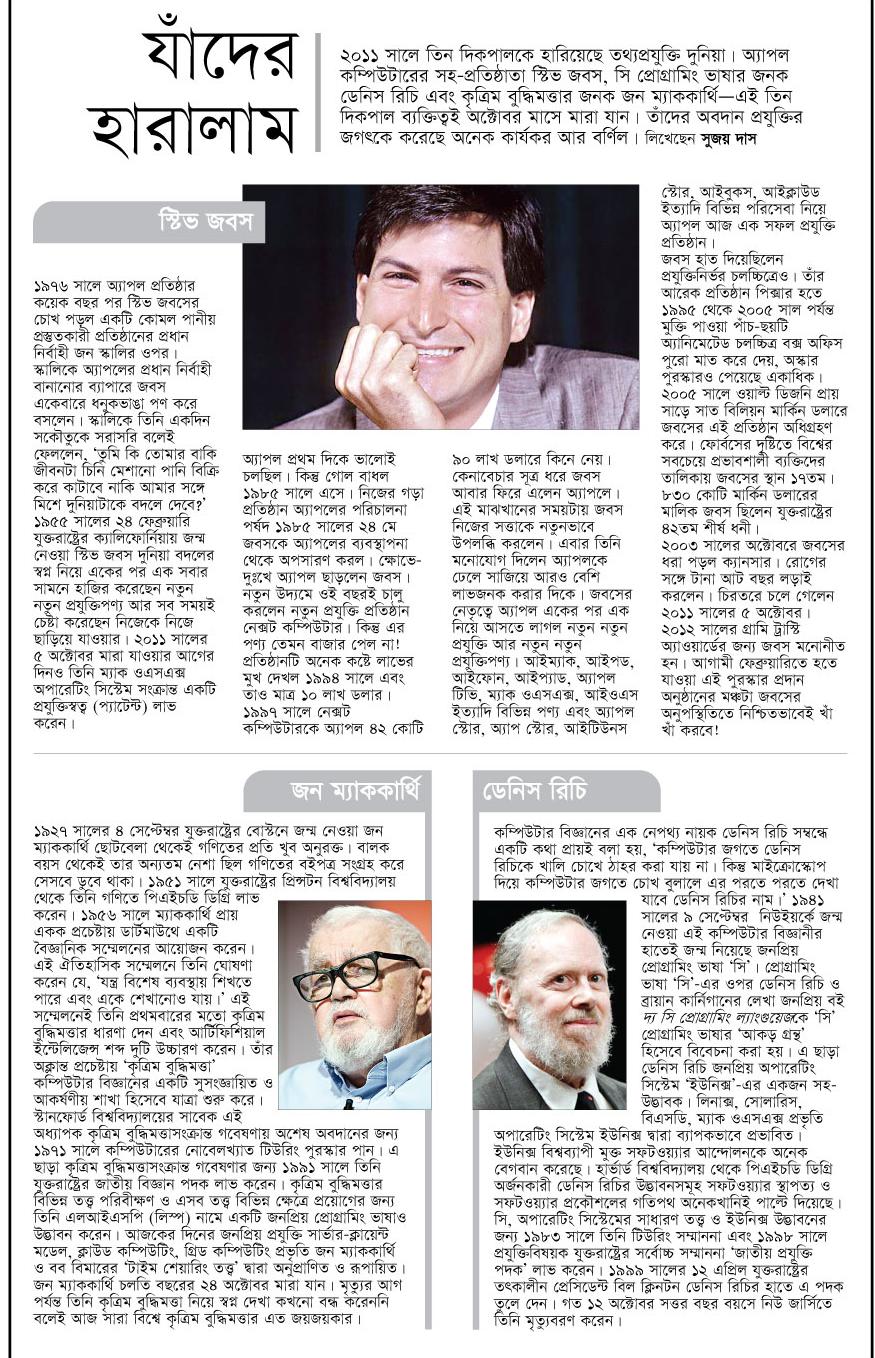 যাঁদের
হারালাম
২০১১ সালে তিন দিকপালকে হারিয়েছে তথ্যপ্রযুক্তি দুনিয়া। অ্যাপল
কম্পিউটারের সহ-প্রতিষ্ঠাতা স্টিভ জবস, সি প্রোগ্রামিং ভাষার জনক
ডেনিস রিচি এবং কৃত্রিম বুদ্ধিমত্তার জনক জন ম্যাককার্থি—এই তিন
দিকপাল ব্যক্তিত্বই অক্টোবর মাসে মারা যান। তাঁদের অবদান প্রযুক্তির
জগৎকে করেছে অনেক কার্যকর আর বর্ণিল। লিখেছেন সুজয় দাস
স্টিভ জবস
১৯৭৬ সালে অ্যাপল প্রতিষ্ঠার
কয়েক বছর পর স্টিভ জবসের
চোখ পড়ল একটি কোমল পানীয়
প্রস্তুতকারী প্রতিষ্ঠানের প্রধান
নির্বাহী জন স্কালির ওপর।
স্কালিকে অ্যাপলের প্রধান নির্বাহী
বানানোর ব্যাপারে জবস
একেবারে ধনুকভাঙা পণ করে
বসলেন। স্কালিকে তিনি একদিন
সকৌতুকে সরাসরি বলেই
ফেললেন, ‘তুমি কি তোমার বাকি
জীবনটা চিনি মেশানো পানি বিক্রি
করে কাটাবে নাকি আমার সঙ্গে
মিশে দুনিয়াটাকে বদলে দেবে?’
১৯৫৫ সালের ২৪ ফেব্রুয়ারি
যুক্তরাষ্ট্রের ক্যালিফোর্নিয়ায় জন্ম
নেওয়া স্টিভ জবস দুনিয়া বদলের
স্বপ্ন নিয়ে একের পর এক সবার
সামনে হাজির করেছেন নতুন
নতুন প্রযুক্তিপণ্য আর সব সময়ই
চেষ্টা করেছেন নিজেকে নিজে
ছাড়িয়ে যাওয়ার। ২০১১ সালের
৫ অক্টোবর মারা যাওয়ার আগের
দিনও তিনি ম্যাক ওএসএক্স
অপারেটিং সিস্টেম সংক্রান্ত একটি
প্রযুক্তিস্বত্ব (প্যাটেন্ট) লাভ
করেন।
অ্যাপল প্রথম দিকে ভালোই
চলছিল। কিন্তু গোল বাধল
১৯৮৫ সালে এসে। নিজের গড়া
প্রতিষ্ঠান অ্যাপলের পরিচালনা
পর্ষদ ১৯৮৫ সালের ২৪ মে
জবসকে অ্যাপলের ব্যবস্থাপনা
থেকে অপসারণ করল। ক্ষোভে-
দুঃখে অ্যাপল ছাড়লেন জবস।
নতুন উদ্যমে ওই বছরই চালু
করলেন নতুন প্রযুক্তি প্রতিষ্ঠান
নেক্সট কম্পিউটার। কিন্তু এর
পণ্য তেমন বাজার পেল না!
প্রতিষ্ঠানটি অনেক কষ্টে লাভের
মুখ দেখল ১৯৯৪ সালে এবং
তাও মাত্র ১০ লাখ ডলার।
১৯৯৭ সালে নেক্সট
কম্পিউটারকে অ্যাপল ৪২ কোটি
৯০ লাখ ডলারে কিনে নেয়।
কেনাবেচার সূত্র ধরে জবস
আবার ফিরে এলেন অ্যাপলে।
এই মাঝখানের সময়টায় জবস
নিজের সত্তাকে নতুনভাবে
উপলব্ধি করলেন। এবার তিনি
মনোযোগ দিলেন অ্যাপলকে
ঢেলে সাজিয়ে আরও বেশি
লাভজনক করার দিকে। জবসের
নেতৃত্বে অ্যাপল একের পর এক
নিয়ে আসতে লাগল নতুন নতুন
প্রযুক্তি আর নতুন নতুন
প্রযুক্তিপণ্য। আইম্যাক, আইপড,
আইফোন, আইপ্যাড, অ্যাপল
টিভি, ম্যাক ওএসএক্স, আইওএস
ইত্যাদি বিভিন্ন পণ্য এবং অ্যাপল
স্টোর, অ্যাপ স্টোর, আইটিউনস
স্টোর, আইবুকস, আইক্লাউড
ইত্যাদি বিভিন্ন পরিসেবা নিয়ে
অ্যাপল আজ এক সফল প্রযুক্তি
প্রতিষ্ঠান।
জবস হাত দিয়েছিলেন
প্রযুক্তিনির্ভর চলচ্চিত্রেও। তাঁর
আরেক প্রতিষ্ঠান পিক্সার হতে
১৯৯৫ থেকে ২০০৫ সাল পর্যন্ত
মুক্তি পাওয়া পাঁচ-ছয়টি
অ্যানিমেটেড চলচ্চিত্র বক্স অফিস
পুরো মাত করে দেয়, অস্কার
পুরস্কারও পেয়েছে একাধিক।
২০০৫ সালে ওয়াল্ট ডিজনি প্রায়
সাড়ে সাত বিলিয়ন মার্কিন ডলারে
জবসের এই প্রতিষ্ঠান অধিগ্রহণ
করে। ফোর্বসের দৃষ্টিতে বিশ্বের
সবচেয়ে প্রভাবশালী ব্যক্তিদের
তালিকায় জবসের স্থান ১৭তম।
৮৩০ কোটি মার্কিন ডলারের
মালিক জবস ছিলেন যুক্তরাষ্ট্রের
৪২তম শীর্ষ ধনী।
২০০৩ সালের অক্টোবরে জবসের
ধরা পড়ল ক্যানসার। রোগের
সঙ্গে টানা আট বছর লড়াই
করলেন। চিরতরে চলে গেলেন
২০১১ সালের ৫ অক্টোবর।
২০১২ সালের গ্রামি ট্রাস্টি
অ্যাওয়ার্ডের জন্য জবস মনোনীত
হন। আগামী ফেব্রুয়ারিতে হতে
যাওয়া এই পুরস্কার প্রদান
অনুষ্ঠানের মঞ্চটা জবসের
অনুপস্থিতিতে নিশ্চিতভাবেই খাঁ
খাঁ করবে!
জন ম্যাককার্থি
১৯২৭ সালের ৪ সেপ্টেম্বর যুক্তরাষ্ট্রের বোস্টনে জন্ম নেওয়া জন
ম্যাককার্থি ছোটবেলা থেকেই গণিতের প্রতি খুব অনুরক্ত। বালক
বয়স থেকেই তার অন্যতম নেশা ছিল গণিতের বইপত্র সংগ্রহ করে
সেসবে ডুবে থাকা। ১৯৫১ সালে যুক্তরাষ্ট্রের প্রিন্সটন বিশ্ববিদ্যালয়
থেকে তিনি গণিতে পিএইচডি ডিগ্রি লাভ
করেন। ১৯৫৬ সালে ম্যাককার্থি প্রায়
একক প্রচেষ্টায় ডার্টমাউথে একটি
বৈজ্ঞানিক সম্মেলনের আয়োজন করেন।
এই ঐতিহাসিক সম্মেলনে তিনি ঘোষণা
করেন যে, ‘যন্ত্র বিশেষ ব্যবস্থায় শিখতে
পারে এবং একে শেখানোও যায়।’ এই
সম্মেলনেই তিনি প্রথমবারের মতো কৃত্রিম
বুদ্ধিমত্তার ধারণা দেন এবং আর্টিফিশিয়াল
ইন্টেলিজেন্স শব্দ দুটি উচ্চারণ করেন। তাঁর
অক্লান্ত প্রচেষ্টায় ‘কৃত্রিম বুদ্ধিমত্তা’
কম্পিউটার বিজ্ঞানের একটি সুসংজ্ঞায়িত ও
আকর্ষণীয় শাখা হিসেবে যাত্রা শুরু করে।
স্টানফোর্ড বিশ্ববিদ্যালয়ের সাবেক এই
অধ্যাপক কৃত্রিম বুদ্ধিমত্তাসংক্রান্ত গবেষণায় অশেষ অবদানের জন্য
১৯৭১ সালে কম্পিউটারের নোবেলখ্যাত টিউরিং পুরস্কার পান। এ
ছাড়া কৃত্রিম বুদ্ধিমত্তাসংক্রান্ত গবেষণার জন্য ১৯৯১ সালে তিনি
যুক্তরাষ্ট্রের জাতীয় বিজ্ঞান পদক লাভ করেন। কৃত্রিম বুদ্ধিমত্তার
বিভিন্ন তত্ত্ব পরিবীক্ষণ ও এসব তত্ত্ব বিভিন্ন ক্ষেত্রে প্রয়োগের জন্য
তিনি এলআইএসপি (লিস্প) নামে একটি জনপ্রিয় প্রোগ্রামিং ভাষাও
উদ্ভাবন করেন। আজকের দিনের জনপ্রিয় প্রযুক্তি সার্ভার-ক্লায়েন্ট
মডেল, ক্লাউড কম্পিউটিং, গ্রিড কম্পিউটিং প্রভৃতি জন ম্যাককার্থি
ও বব বিমারের ‘টাইম শেয়ারিং তত্ত্ব’ দ্বারা অনুপ্রাণিত ও রূপায়িত।
জন ম্যাককার্থি চলতি বছরের ২৪ অক্টোবর মারা যান। মৃত্যুর আগ
পর্যন্ত তিনি কৃত্রিম বুদ্ধিমত্তা নিয়ে স্বপ্ন দেখা কখনো বন্ধ করেননি
বলেই আজ সারা বিশ্বে কৃত্রিম বুদ্ধিমত্তার এত জয়জয়কার।
ডেনিস রিচি
কম্পিউটার বিজ্ঞানের এক নেপথ্য নায়ক ডেনিস রিচি সম্বন্ধে
একটি কথা প্রায়ই বলা হয়, ‘কম্পিউটার জগতে ডেনিস
রিচিকে খালি চোখে ঠাহর করা যায় না। কিন্তু মাইক্রোস্কোপ
দিয়ে কম্পিউটার জগতে চোখ বুলালে এর পরতে পরতে দেখা
যাবে ডেনিস রিচির নাম।’ ১৯৪১
সালের ৯ সেপ্টেম্বর নিউইয়র্কে জন্ম
নেওয়া এই কম্পিউটার বিজ্ঞানীর
হাতেই জন্ম নিয়েছে জনপ্রিয়
প্রোগ্রামিং ভাষা ‘সি’। প্রোগ্রামিং
ভাষা ‘সি’-এর ওপর ডেনিস রিচি ও
ব্রায়ান কার্নিগানের লেখা জনপ্রিয় বই
দ্য সি প্রোগ্রামিং ল্যাংগুয়েজকে ‘সি’
প্রোগ্রামিং ভাষার ‘আকড় গ্রন্থ’
হিসেবে বিবেচনা করা হয়। এ ছাড়া
ডেনিস রিচি জনপ্রিয় অপারেটিং
সিস্টেম ‘ইউনিক্স’-এর একজন সহ-
উদ্ভাবক। লিনাক্স, সোলারিস,
বিএসডি, ম্যাক ওএসএক্স প্রভৃতি
অপারেটিং সিস্টেম ইউনিক্স দ্বারা ব্যাপকভাবে প্রভাবিত।
ইউনিক্স বিশ্বব্যাপী মুক্ত সফটওয়্যার আন্দোলনকে অনেক
বেগবান করেছে। হার্ভার্ড বিশ্ববিদ্যালয় থেকে পিএইচডি ডিগ্রি
অর্জনকারী ডেনিস রিচির উদ্ভাবনসমূহ সফটওয়্যার স্থাপত্য ও
সফটওয়্যার প্রকৌশলের গতিপথ অনেকখানিই পাল্টে দিয়েছে।
সি, অপারেটিং সিস্টেমের সাধারণ তত্ত্ব ও ইউনিক্স উদ্ভাবনের
জন্য ১৯৮৩ সালে তিনি টিউরিং সম্মাননা এবং ১৯৯৮ সালে
প্রযুক্তিবিষয়ক যুক্তরাষ্ট্রের সর্বোচ্চ সম্মাননা ‘জাতীয় প্রযুক্তি
পদক’ লাভ করেন। ১৯৯৯ সালের ১২ এপ্রিল যুক্তরাষ্ট্রের
তৎকালীন প্রেসিডেন্ট বিল ক্লিনটন ডেনিস রিচির হাতে এ পদক
তুলে দেন। গত ১২ অক্টোবর সত্তর বছর বয়সে নিউ জার্সিতে
তিনি মৃত্যুবরণ করেন।